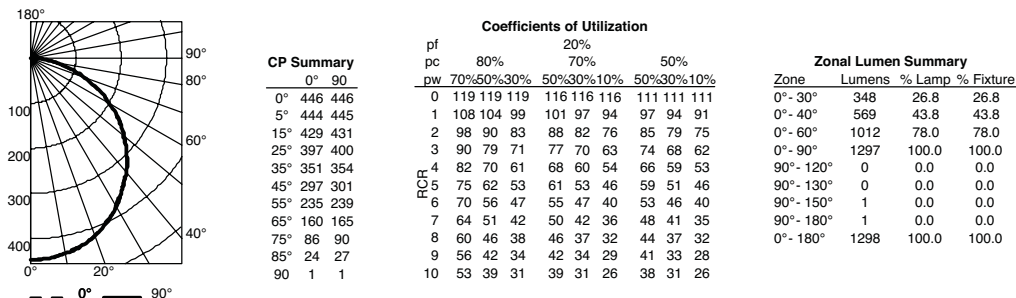 180°
90°
80°
60°
40°
100
200
300
400
0° 20°
0° 90°
CP Summary
0° 90
0° 446 446
5° 444 445
15° 429 431
25° 397 400
35° 351 354
45° 297 301
55° 235 239
65° 160 165
75° 86 90
85° 24 27
90 1 1
Coefficients of Utilization
pf 20%
pc 80% 70% 50%
pw 70%50%30% 50%30%10% 50%30%10%
RCR
0 119 119 119 116 116 116 111 111 111
1 108 104 99 101 97 94 97 94 91
2 98 90 83 88 82 76 85 79 75
3 90 79 71 77 70 63 74 68 62
4 82 70 61 68 60 54 66 59 53
5 75 62 53 61 53 46 59 51 46
6 70 56 47 55 47 40 53 46 40
7 64 51 42 50 42 36 48 41 35
8 60 46 38 46 37 32 44 37 32
9 56 42 34 42 34 29 41 33 28
10 53 39 31 39 31 26 38 31 26
Zonal Lumen Summary
Zone Lumens % Lamp % Fixture
0°- 30° 348 26.8 26.8
0°- 40° 569 43.8 43.8
0°- 60° 1012 78.0 78.0
0°- 90° 1297 100.0 100.0
90°- 120° 0 0.0 0.0
90°- 130° 0 0.0 0.0
90°- 150° 1 0.0 0.0
90°- 180° 1 0.0 0.0
0°- 180° 1298 100.0 100.0